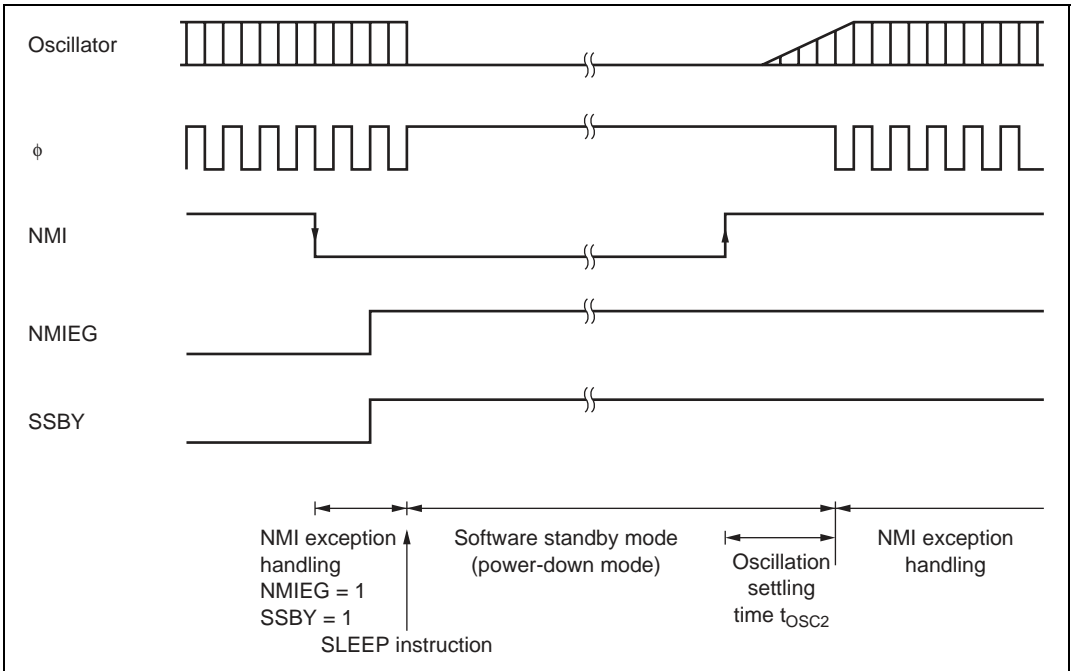 Oscillator
φ
NMI
NMIEG
SSBY
NMI exception
handling
NMIEG = 1
SSBY = 1
SLEEP instruction
Software standby mode
(power-down mode)
Oscillation
settling
time tOSC2
NMI exception
handling